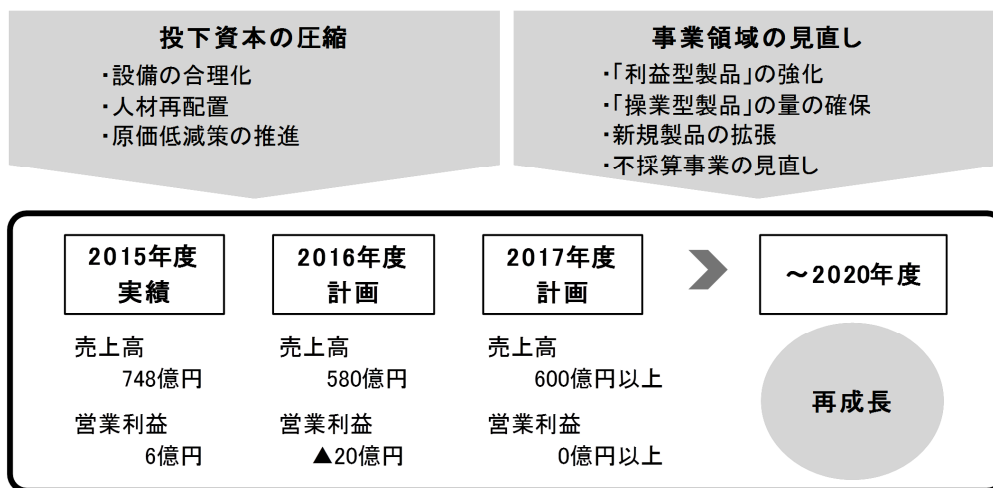 投下資本の圧縮
・設備の合理化
・人材再配置
・原価低減策の推進
事業領域の見直し
・「利益型製品」の強化
・「操業型製品」の量の確保
・新規製品の拡張
・不採算事業の見直し
2015年度
実績
売上高
748億円
営業利益
6億円
2016年度
計画
売上高
580億円
営業利益
▲20億円
2017年度
計画
売上高
600億円以上
営業利益
0億円以上
～2020年度
再成長